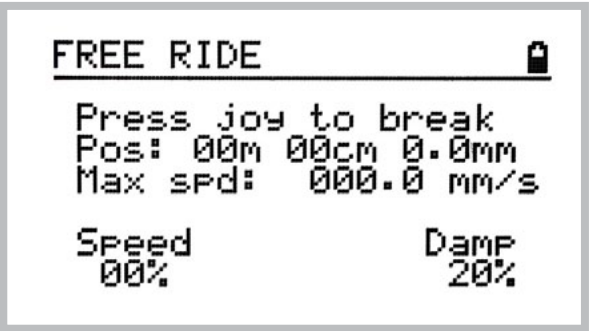 FREE RIDE
Press joy to break
Pos: 00m 00cm 0.0mm
Max spd: 000.0 mm/s
Speed Damp
00% 20%